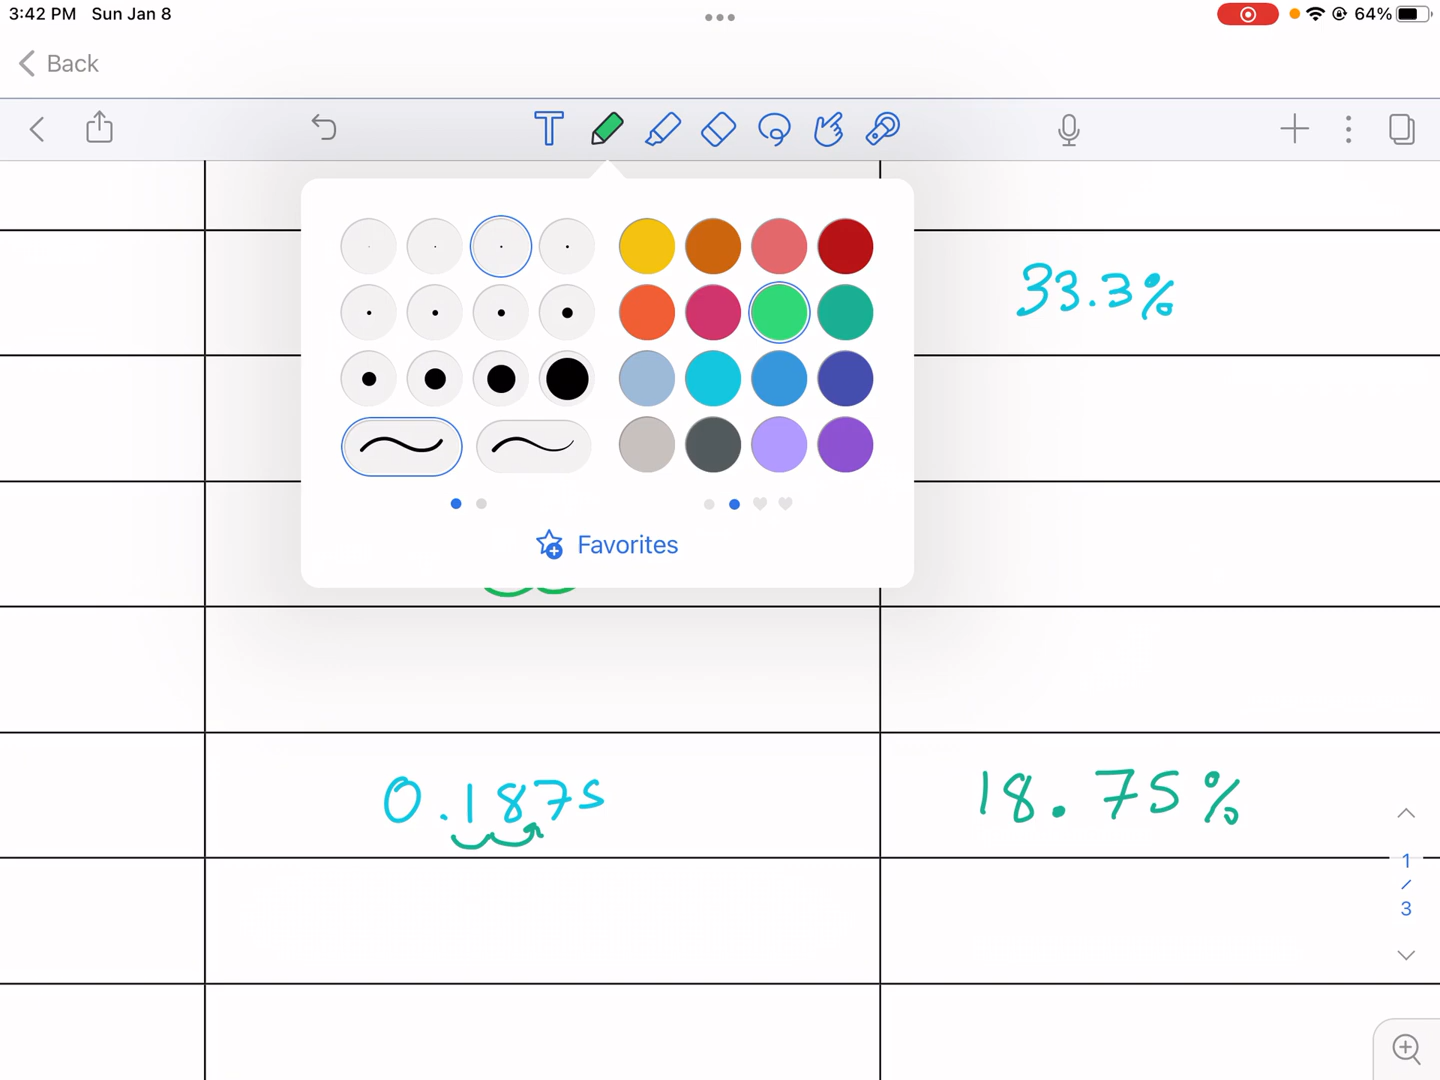 3:42 PM Sun Jan 8 64%
Back
T
33.3%
Favorites
0.1875 18.75%
1
/
3